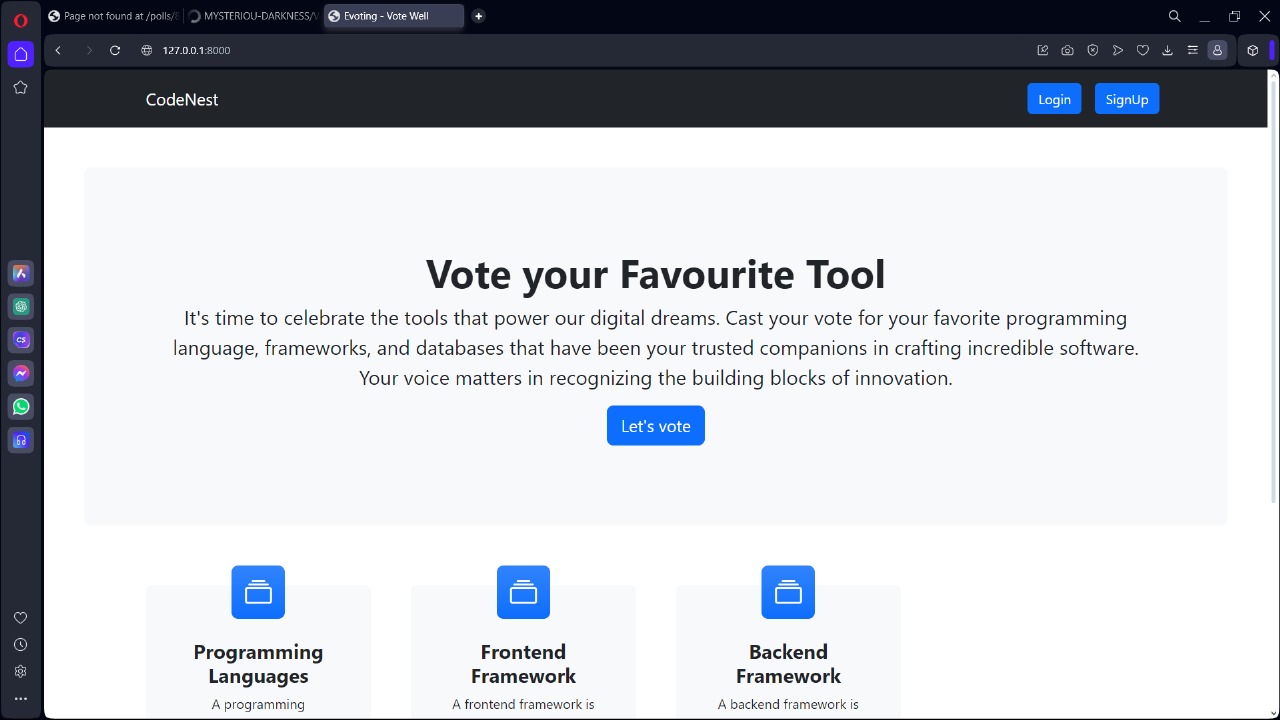 Page not found at /polls/
MYSTERIOU-DARKNESS/
Evoting - Vote Well
127.0.0.1:8000
CodeNest
Login
SignUp
Vote your Favourite Tool
It's time to celebrate the tools that power our digital dreams. Cast your vote for your favorite programming
language, frameworks, and databases that have been your trusted companions in crafting incredible software.
Your voice matters in recognizing the building blocks of innovation.
Let's vote
CS
Programming
Languages
A programming
Frontend
Framework
A frontend framework is
Backend
Framework
A backend framework is